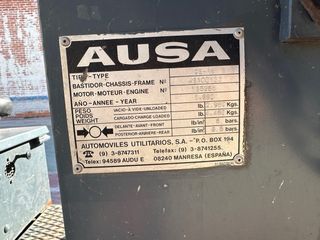 AUSA
TIPO-TYPE
BASTIDOR-CHASSIS-FRAME Nº
MOTOR-MOTEUR-ENGINE Nº
AÑO-ANNEE-YEAR
PESO POIDS WEIGHT
VACIO-À VIDE-UNLOADED lb. Kgs.
CARGADO-CHARGE-LOADED lb. Kgs.
DELANTE-AVANT-FRONT lb/in² bars.
POSTERIOR-ARRIERE-REAR lb/in² bars.
AUTOMOVILES UTILITARIOS, S.A. -P.O. BOX 194
☎ (9) 3-8747311 Telefax: (9) 3-8741255.
Telex: 94589 AUDU E 08240 MANRESA (ESPAÑA)